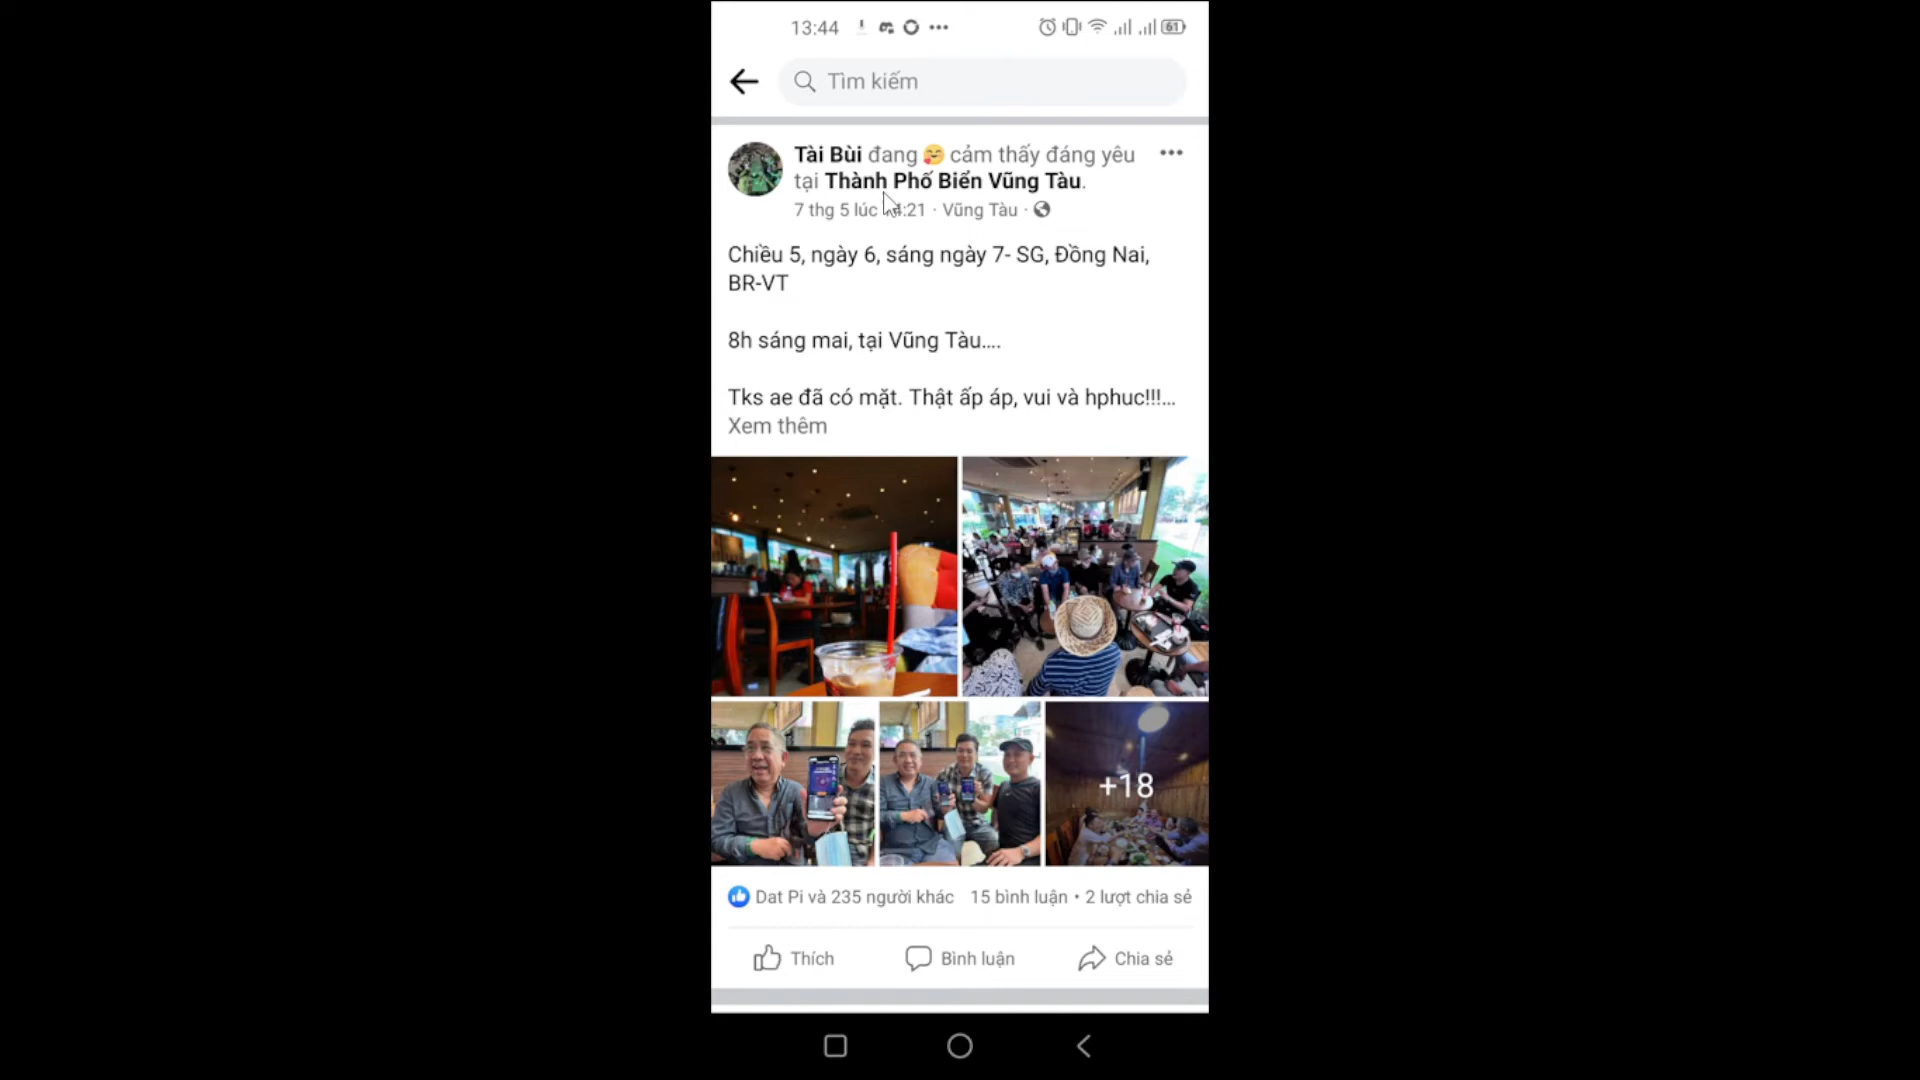 13:44
61
Tìm kiếm
Tài Bùi đang 🥰 cảm thấy đáng yêu
tại Thành Phố Biển Vũng Tàu.
7 thg 5 lúc :21 · Vũng Tàu ·
Chiều 5, ngày 6, sáng ngày 7- SG, Đồng Nai,
BR-VT
8h sáng mai, tại Vũng Tàu....
Tks ae đã có mặt. Thật ấp áp, vui và hphuc!!!...
Xem thêm
+18
Dat Pi và 235 người khác 15 bình luận • 2 lượt chia sẻ
Thích Bình luận Chia sẻ